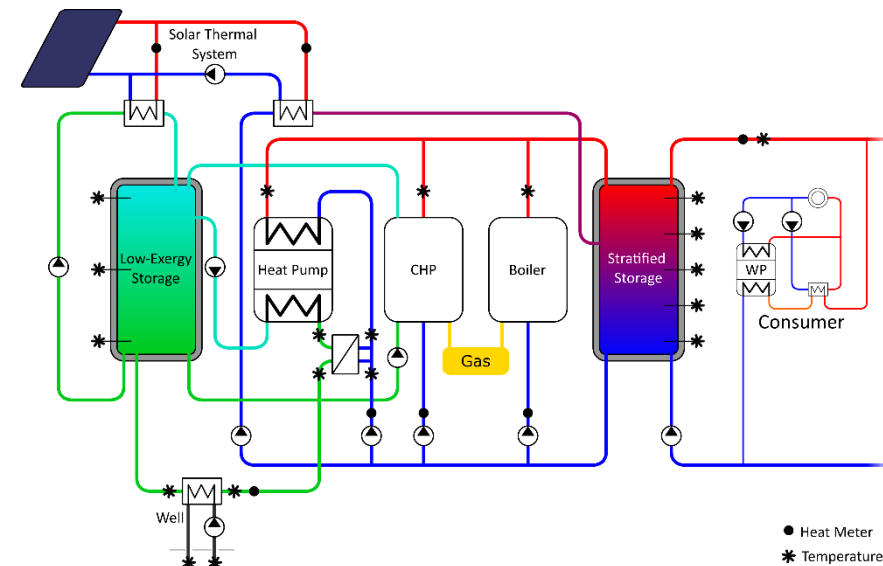 Solar Thermal
System
Low-Exergy
Storage
Heat Pump
CHP
Boiler
Stratified
Storage
WP
Consumer
Gas
Well
Heat Meter
Temperature